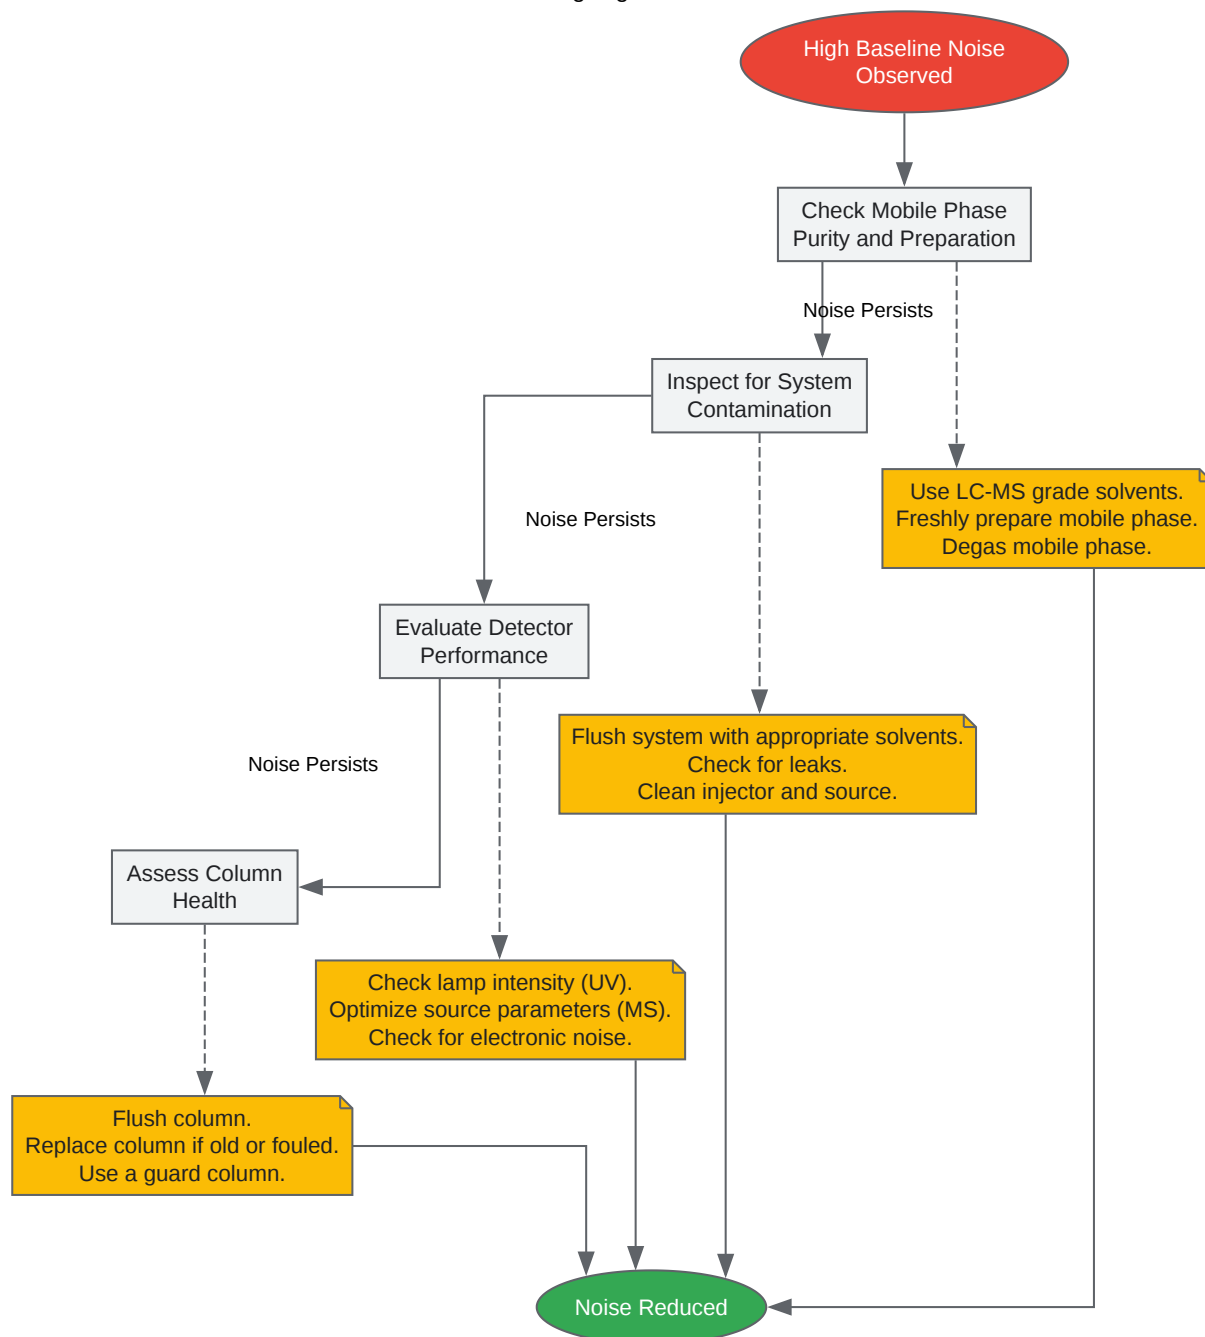 High Baseline Noise
Observed
Check Mobile Phase
Purity and Preparation
Noise Persists
Inspect for System
Contamination
Use LC-MS grade solvents.
Freshly prepare mobile phase.
Degas mobile phase.
Noise Persists
Evaluate Detector
Performance
Flush system with appropriate solvents.
Check for leaks.
Clean injector and source.
Noise Persists
Assess Column
Health
Check lamp intensity (UV).
Optimize source parameters (MS).
Check for electronic noise.
Flush column.
Replace column if old or fouled.
Use a guard column.
Noise Reduced